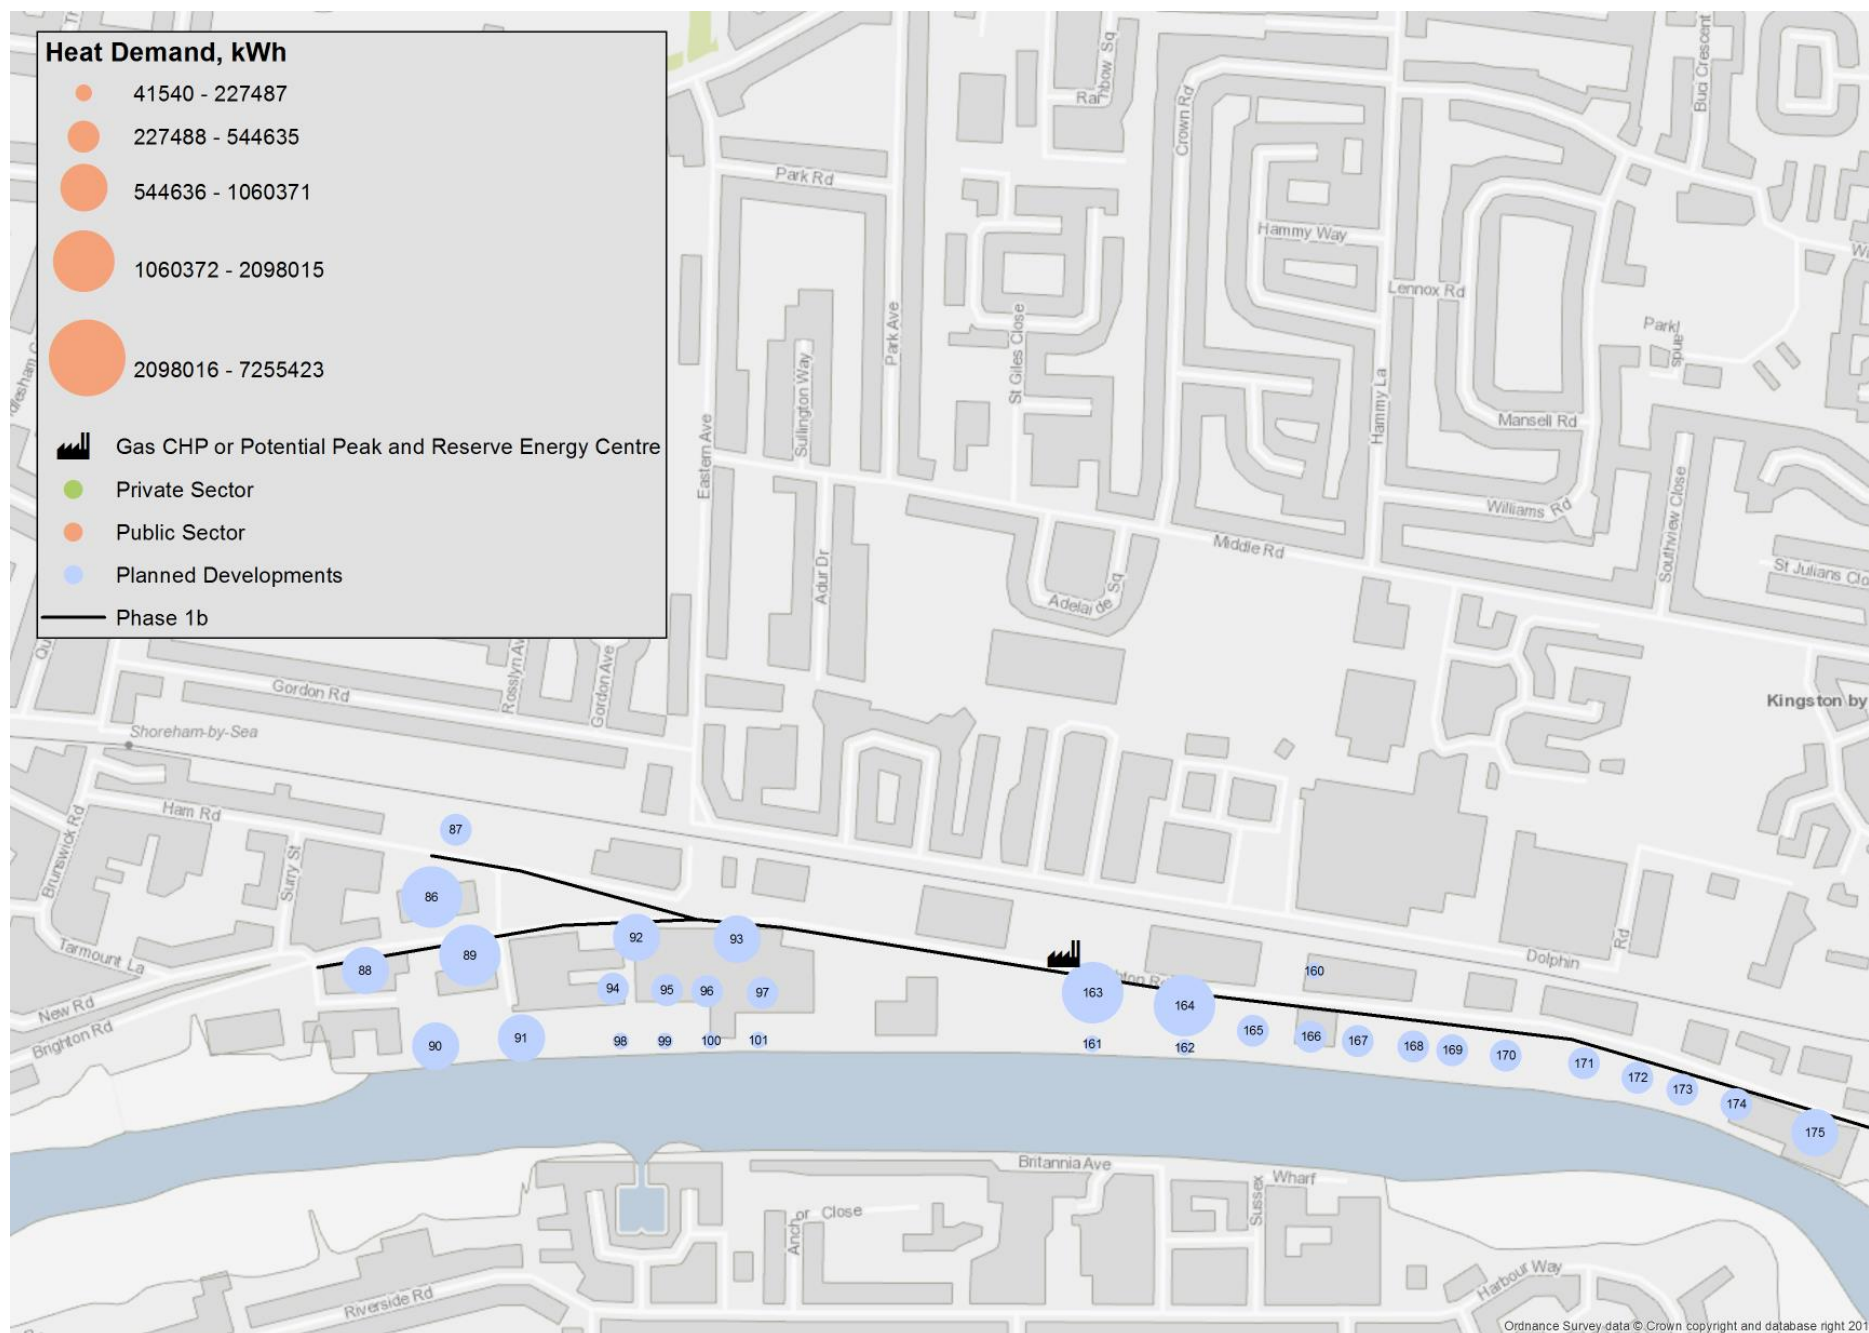 Heat Demand, kWh
41540 - 227487
227488 - 544635
544636 - 1060371
1060372 - 2098015
2098016 - 7255423
Gas CHP or Potential Peak and Reserve Energy Centre
Private Sector
Public Sector
Planned Developments
Phase 1b
Rainbow Sq
Crown Rd
Buci Crescent
Park Rd
Hammy Way
Lennox Rd
Park Ave
St Giles Close
Sullington Way
Hammy La
Mansell Rd
Eastern Ave
Williams Rd
Southview Close
Middle Rd
Adur Dr
Adelaide Sq
St Julians Clo
Rosslyn Av
Gordon Ave
Gordon Rd
Kingston by
Shoreham-by-Sea
Ham Rd
Brunswick Rd
Surry St
Tarmount La
New Rd
Brighton Rd
Dolphin
Rd
87
86
88
89
92
93
94
95
96
97
90
91
98
99
100
101
163
164
160
161
162
165
166
167
168
169
170
171
172
173
174
175
Britannia Ave
Sussex
Wharf
Anchor Close
Riverside Rd
Harbour Way
Ordnance Survey data © Crown copyright and database right 201